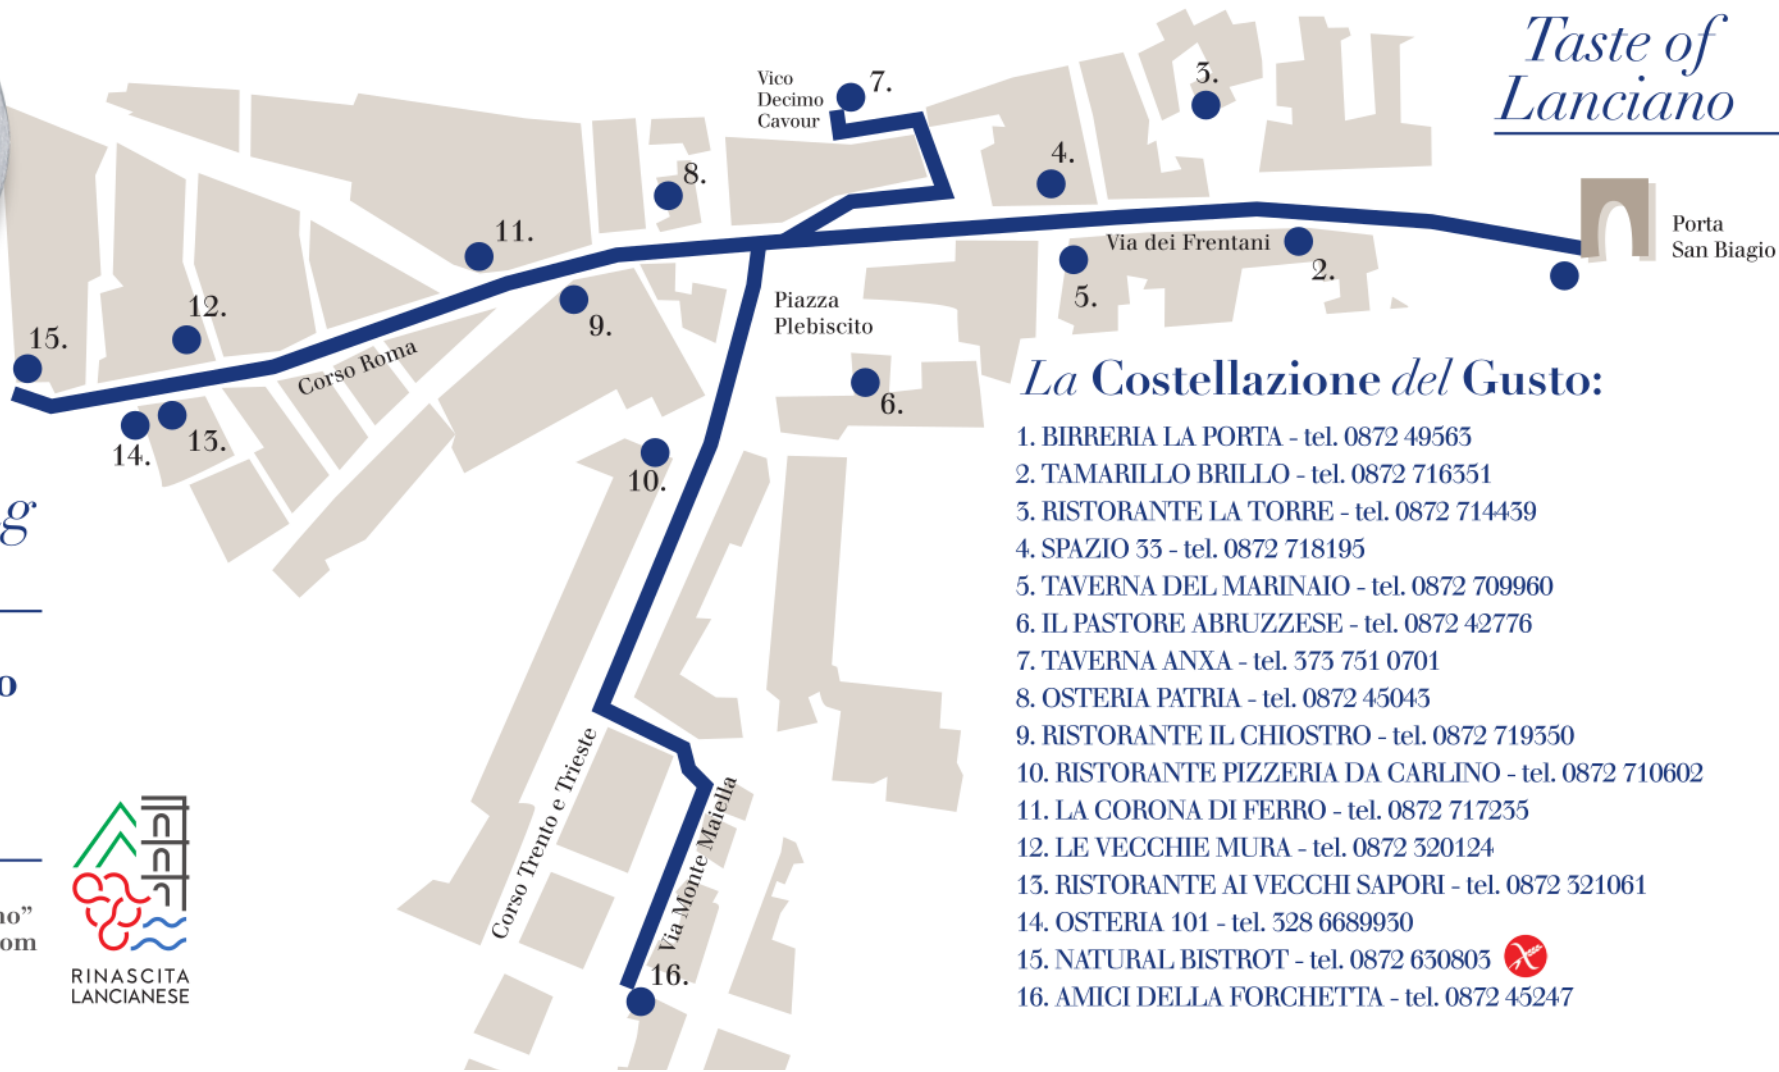 Taste of
Lanciano
Vico
Decimo
Cavour
7.
3.
4.
8.
11.
Via dei Frentani
Porta
San Biagio
2.
5.
12.
9.
Piazza
Plebiscito
15.
Corso Roma
6.
14.
13.
10.
g
o
no”
om
RINASCITA
LANCIANESE
Corso Trento e Trieste
Via Monte Maiella
16.
La Costellazione del Gusto:
1. BIRRERIA LA PORTA - tel. 0872 49563
2. TAMARILLO BRILLO - tel. 0872 716351
3. RISTORANTE LA TORRE - tel. 0872 714439
4. SPAZIO 33 - tel. 0872 718195
5. TAVERNA DEL MARINAIO - tel. 0872 709960
6. IL PASTORE ABRUZZESE - tel. 0872 42776
7. TAVERNA ANXA - tel. 373 751 0701
8. OSTERIA PATRIA - tel. 0872 45043
9. RISTORANTE IL CHIOSTRO - tel. 0872 719350
10. RISTORANTE PIZZERIA DA CARLINO - tel. 0872 710602
11. LA CORONA DI FERRO - tel. 0872 717235
12. LE VECCHIE MURA - tel. 0872 320124
13. RISTORANTE AI VECCHI SAPORI - tel. 0872 321061
14. OSTERIA 101 - tel. 328 6689930
15. NATURAL BISTROT - tel. 0872 630803
16. AMICI DELLA FORCHETTA - tel. 0872 45247